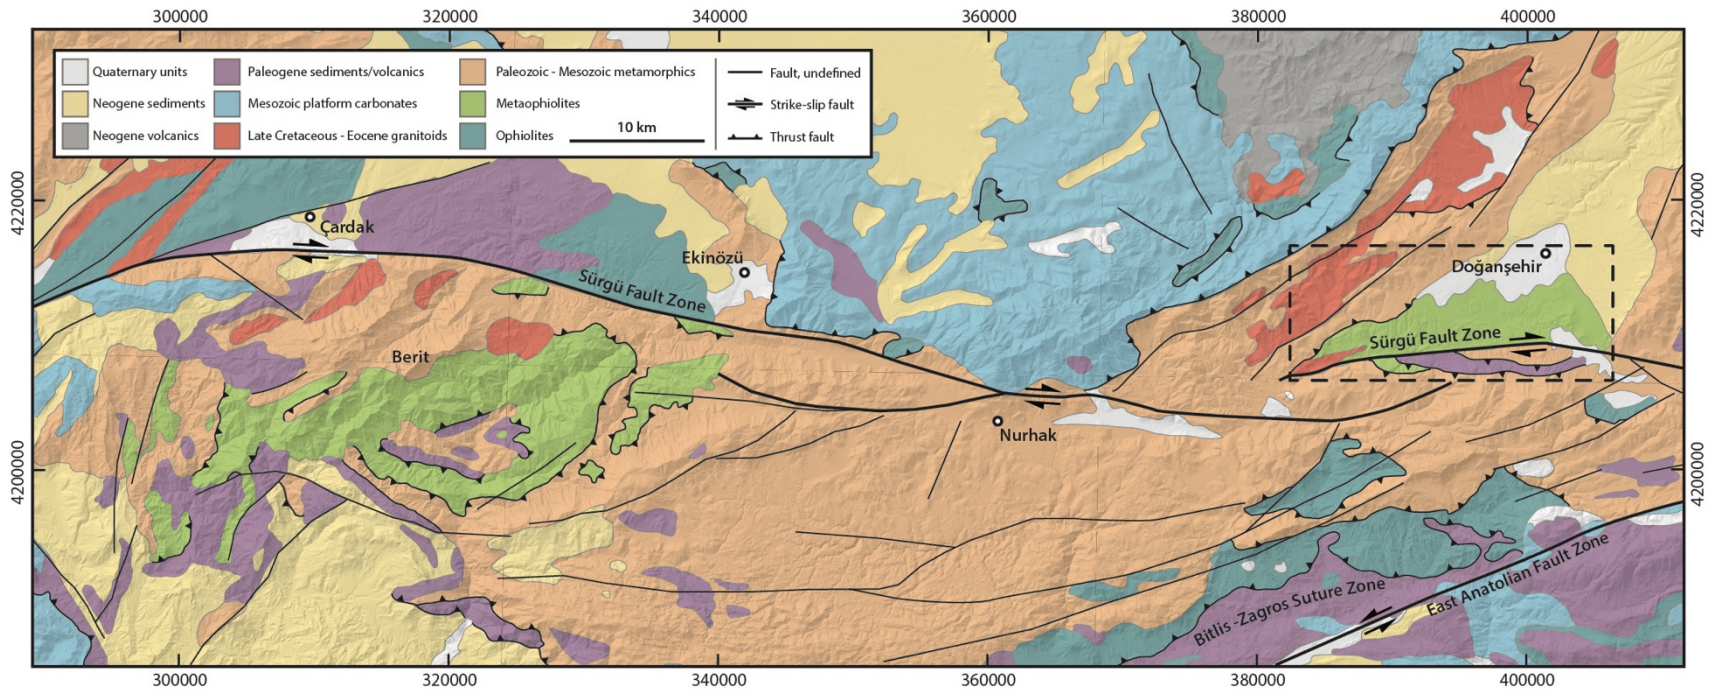 300000 320000 340000 360000 380000 400000
Quaternary units
Neogene sediments
Neogene volcanics
Paleogene sediments/volcanics
Mesozoic platform carbonates
Late Cretaceous - Eocene granitoids
Paleozoic - Mesozoic metamorphics
Metaophiolites
Ophiolites
10 km
Fault, undefined
Strike-slip fault
Thrust fault
4220000
4220000
Çardak
Ekinözü
Doğanşehir
Sürgü Fault Zone
Sürgü Fault Zone
Berit
Nurhak
4200000
4200000
Bitlis -Zagros Suture Zone
East Anatolian Fault Zone
300000 320000 340000 360000 380000 400000